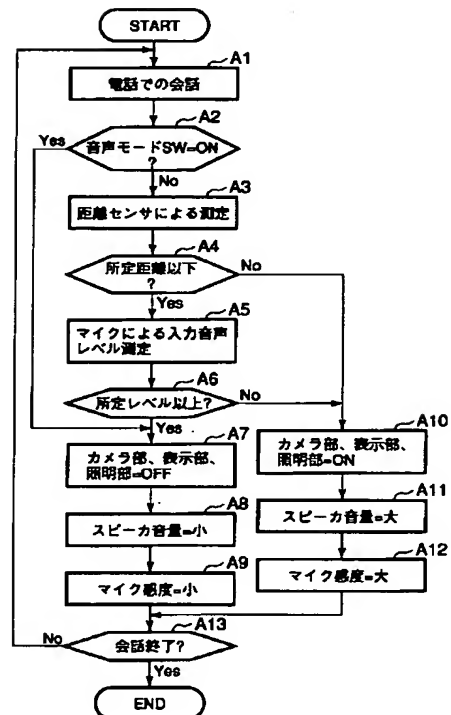 START
A1
電話での会話
A2
Yes
音声モードSW=ON
?
No
A3
距離センサによる測定
A4
所定距離以下
?
No
Yes
A5
マイクによる入力音声
レベル測定
A6
所定レベル以上?
No
Yes
A7
カメラ部、表示部、
照明部=OFF
A10
カメラ部、表示部、
照明部=ON
A8
スピーカ音量=小
A11
スピーカ音量=大
A9
マイク感度=小
A12
マイク感度=大
A13
No
会話終了?
Yes
END